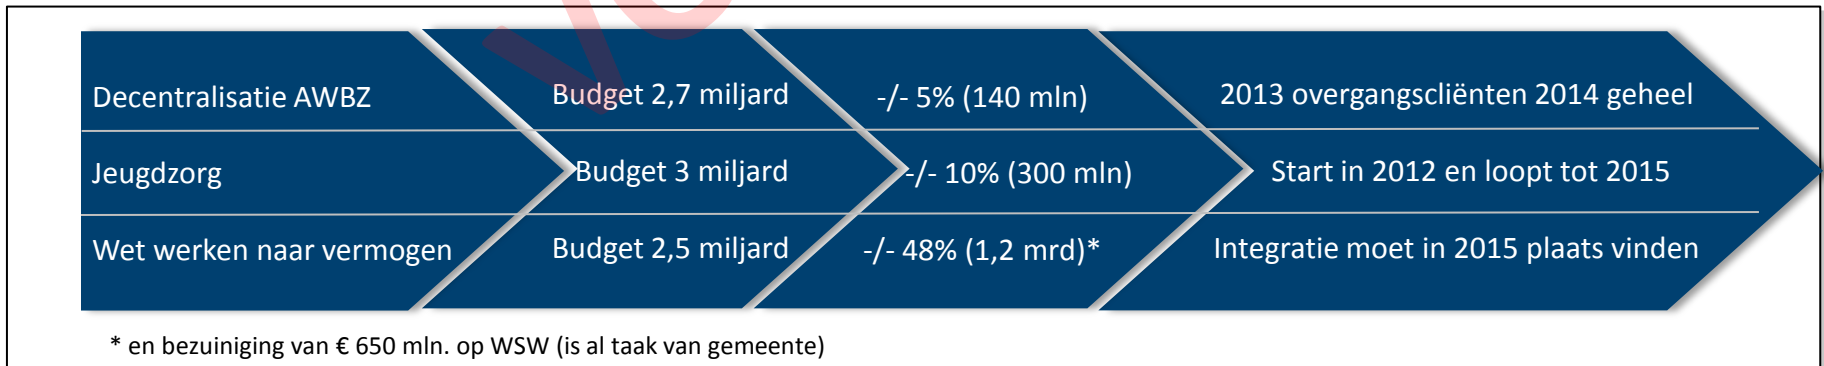 Decentralisatie AWBZ Budget 2,7 miljard -/- 5% (140 mln) 2013 overgangscliënten 2014 geheel
Jeugdzorg Budget 3 miljard -/- 10% (300 mln) Start in 2012 en loopt tot 2015
Wet werken naar vermogen Budget 2,5 miljard -/- 48% (1,2 mrd)* Integratie moet in 2015 plaats vinden
* en bezuiniging van € 650 mln. op WSW (is al taak van gemeente)